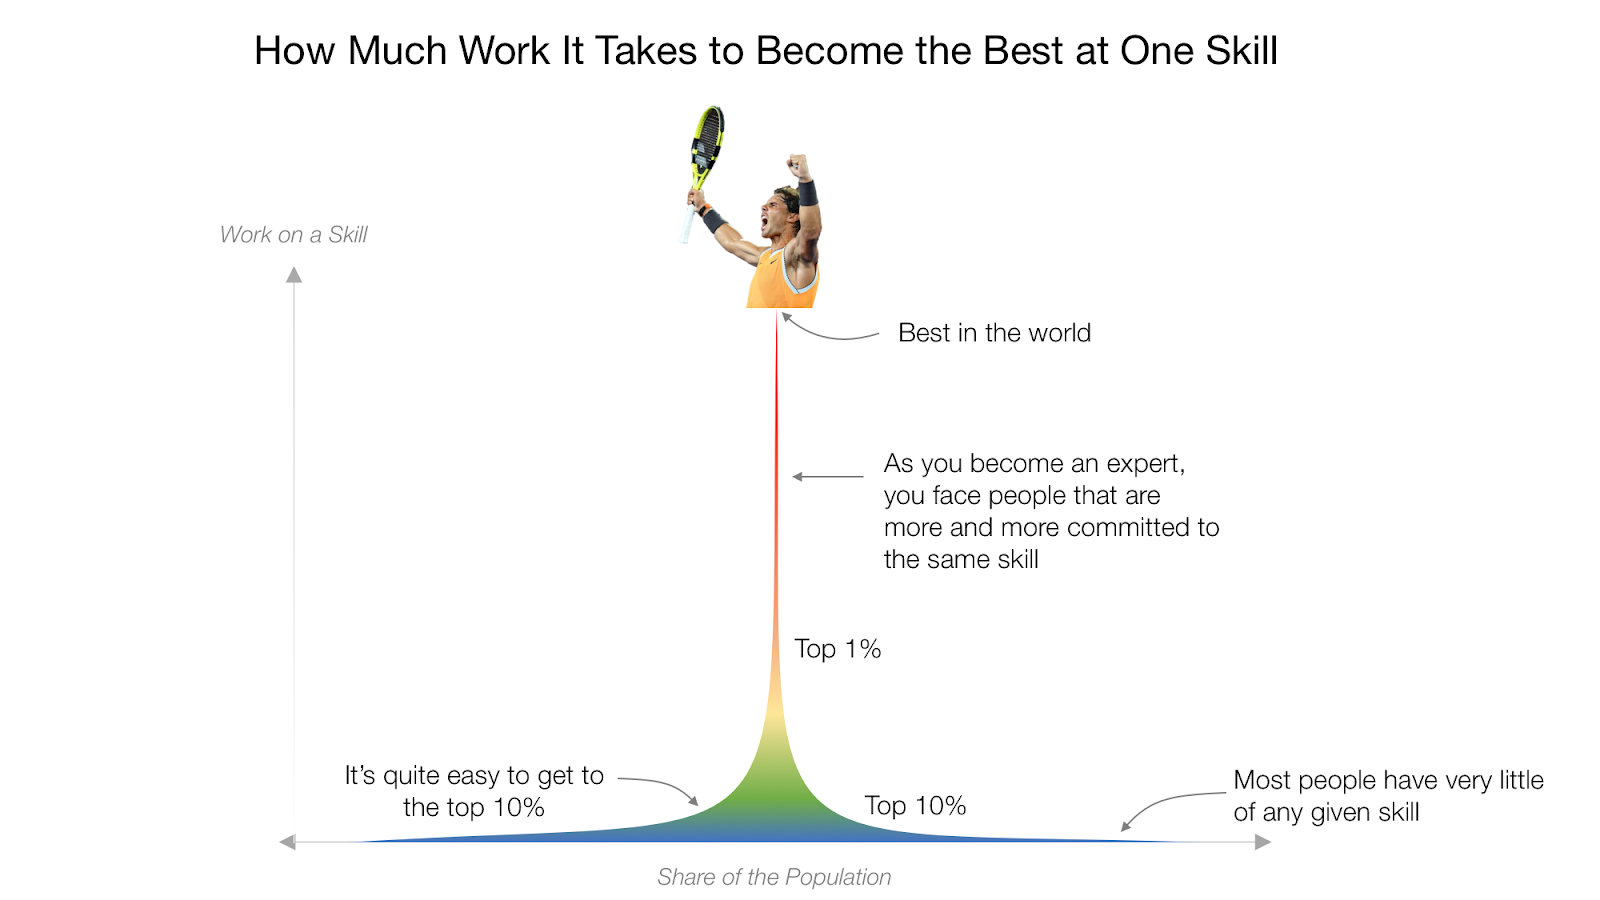 How Much Work It Takes to Become the Best at One Skill
Work on a Skill
Best in the world
As you become an expert,
you face people that are
more and more committed to
the same skill
Top 1%
It’s quite easy to get to
the top 10%
Top 10%
Most people have very little
of any given skill
Share of the Population